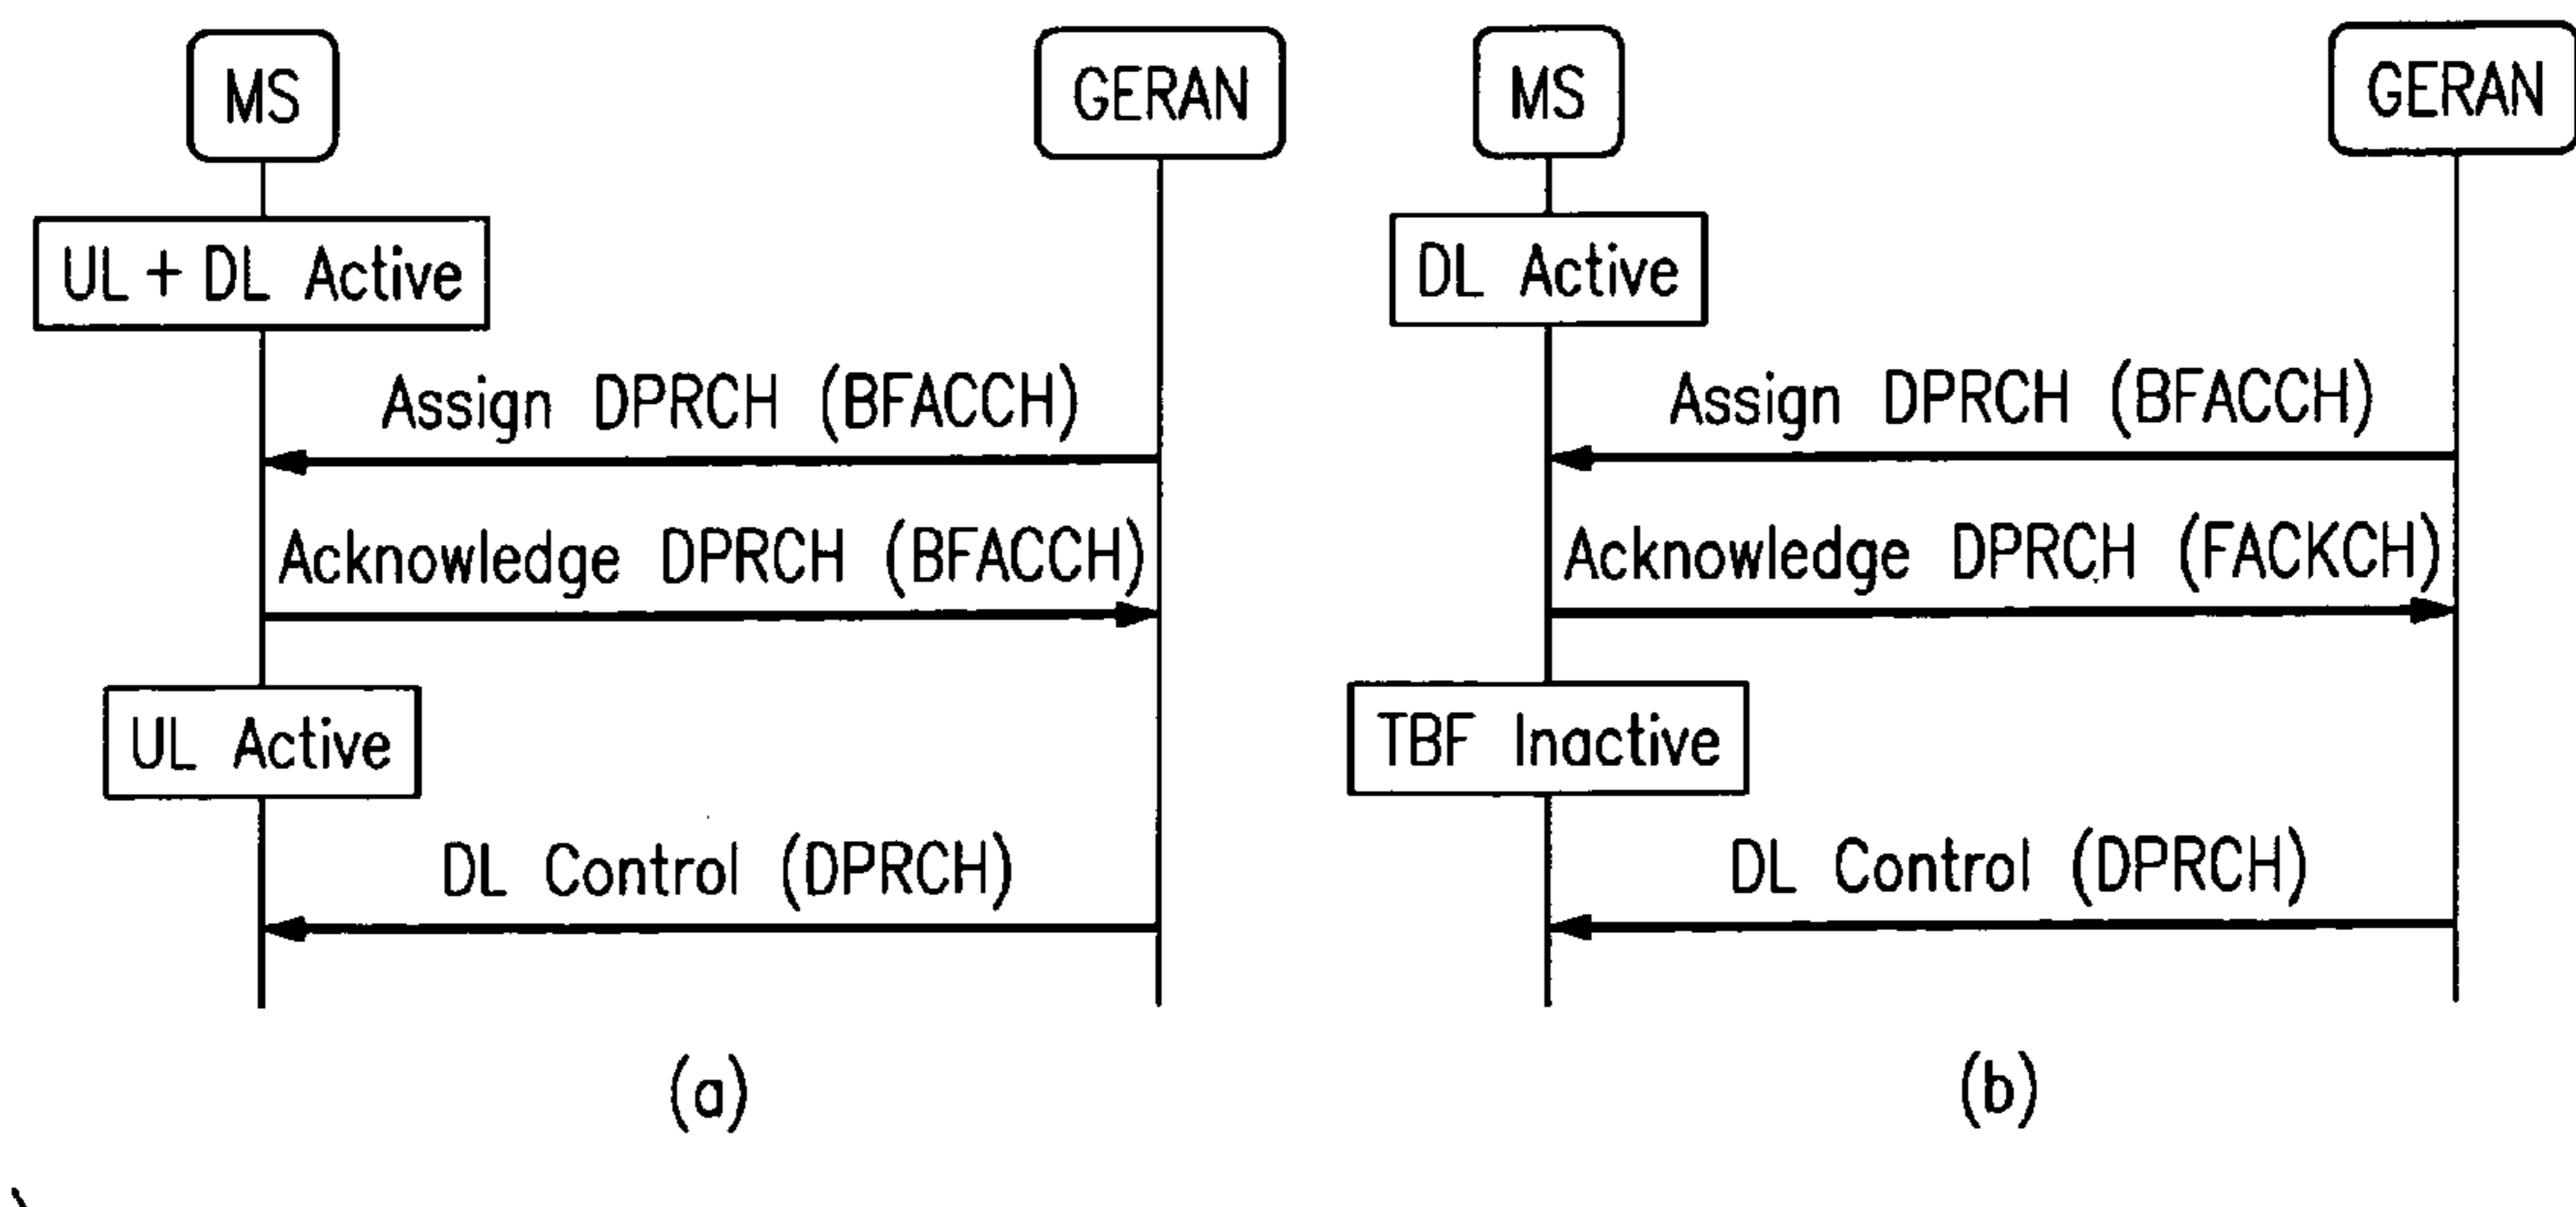 MS
GERAN
UL + DL Active
Assign DPRCH (BFACCH)
Acknowledge DPRCH (BFACCH)
UL Active
DL Control (DPRCH)
(a)
MS
GERAN
DL Active
Assign DPRCH (BFACCH)
Acknowledge DPRCH (FACKCH)
TBF Inactive
DL Control (DPRCH)
(b)